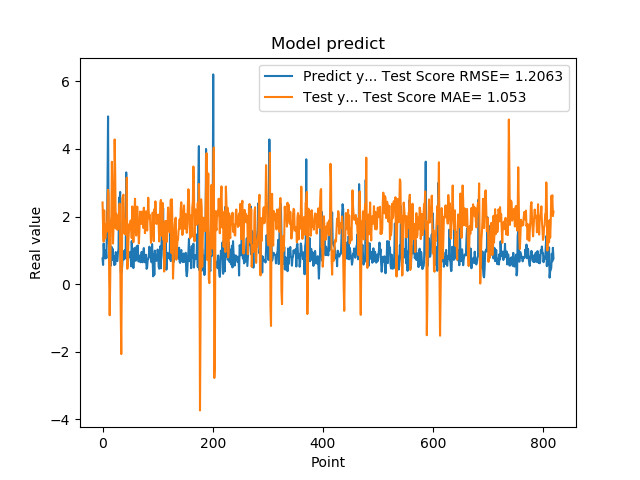 Model predict
Predict y... Test Score RMSE= 1.2063
Test y... Test Score MAE= 1.053
6
4
2
0
−2
−4
Real value
0 200 400 600 800
Point